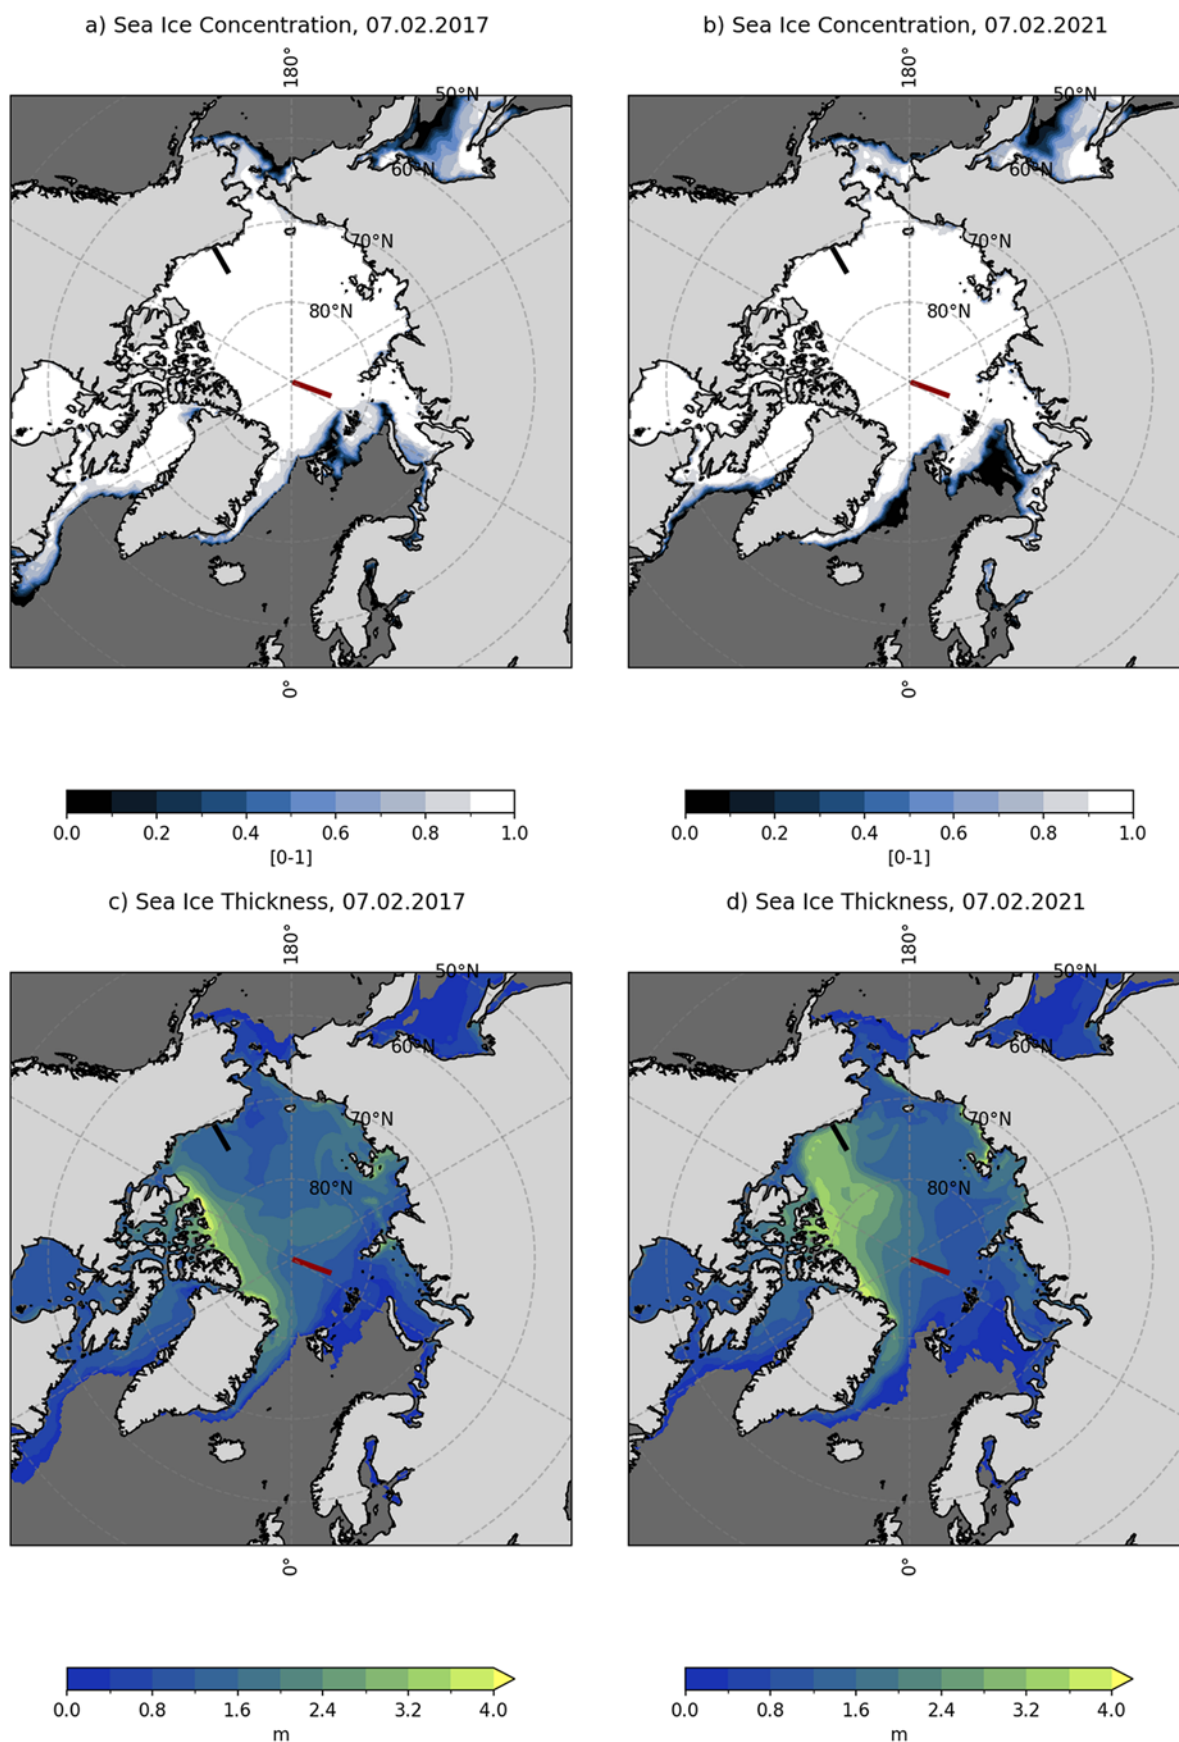 a) Sea Ice Concentration, 07.02.2017
b) Sea Ice Concentration, 07.02.2021
180°
180°
50°N
50°N
60°N
60°N
70°N
70°N
80°N
80°N
0°
0°
0.0 0.2 0.4 0.6 0.8 1.0
0.0 0.2 0.4 0.6 0.8 1.0
[0-1]
[0-1]
c) Sea Ice Thickness, 07.02.2017
d) Sea Ice Thickness, 07.02.2021
180°
180°
50°N
50°N
60°N
60°N
70°N
70°N
80°N
80°N
0°
0°
0.0 0.8 1.6 2.4 3.2 4.0
0.0 0.8 1.6 2.4 3.2 4.0
m
m